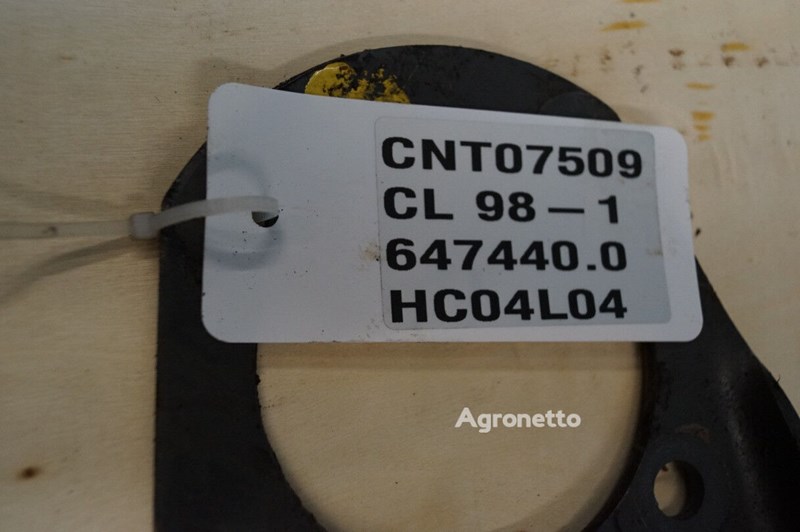 CNT07509
CL 98 – 1
647440.0
HC04L04
Agronetto